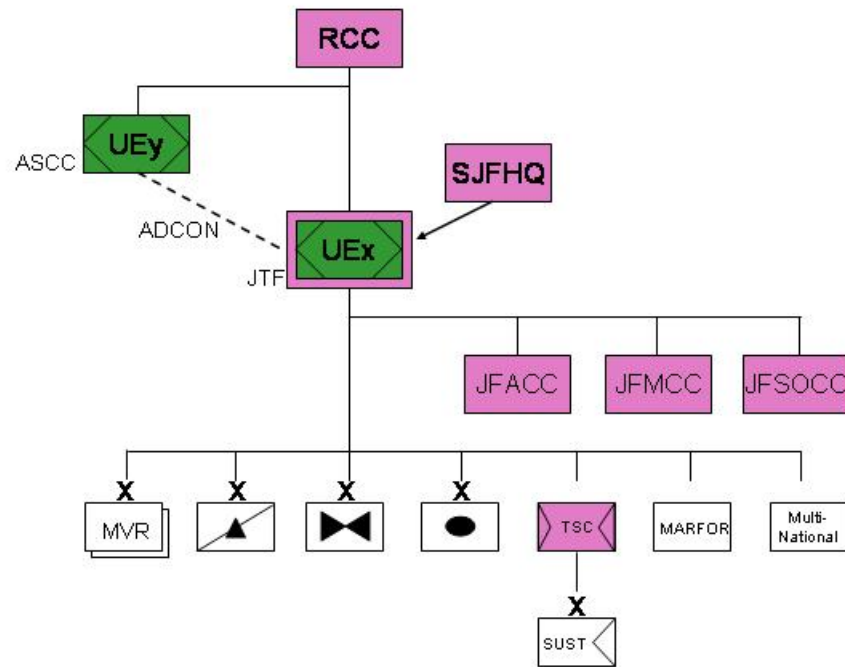 RCC
UEy
ASCC
SJFHQ
ADCON
UEx
JTF
JFACC
JFMCC
JFSOCC
X X X X
MVR
TSC
MARFOR
Multi-
National
X
SUST